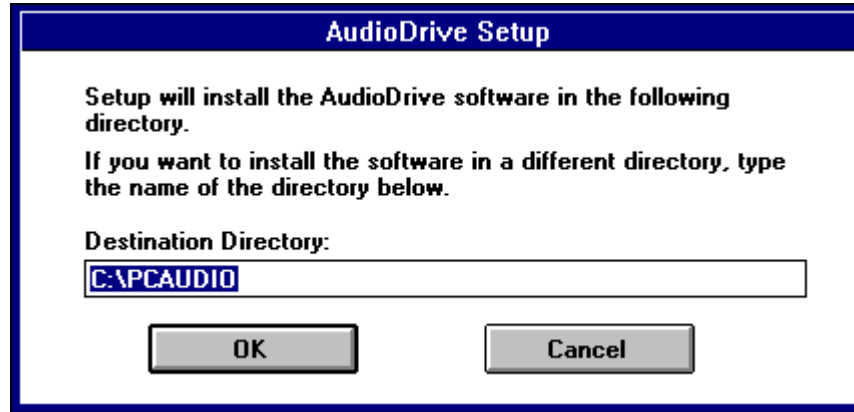 AudioDrive Setup
Setup will install the AudioDrive software in the following
directory.
If you want to install the software in a different directory, type
the name of the directory below.
Destination Directory:
C:\PCAUDIO
OK Cancel